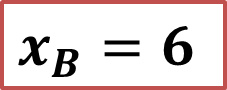 x_B = 6